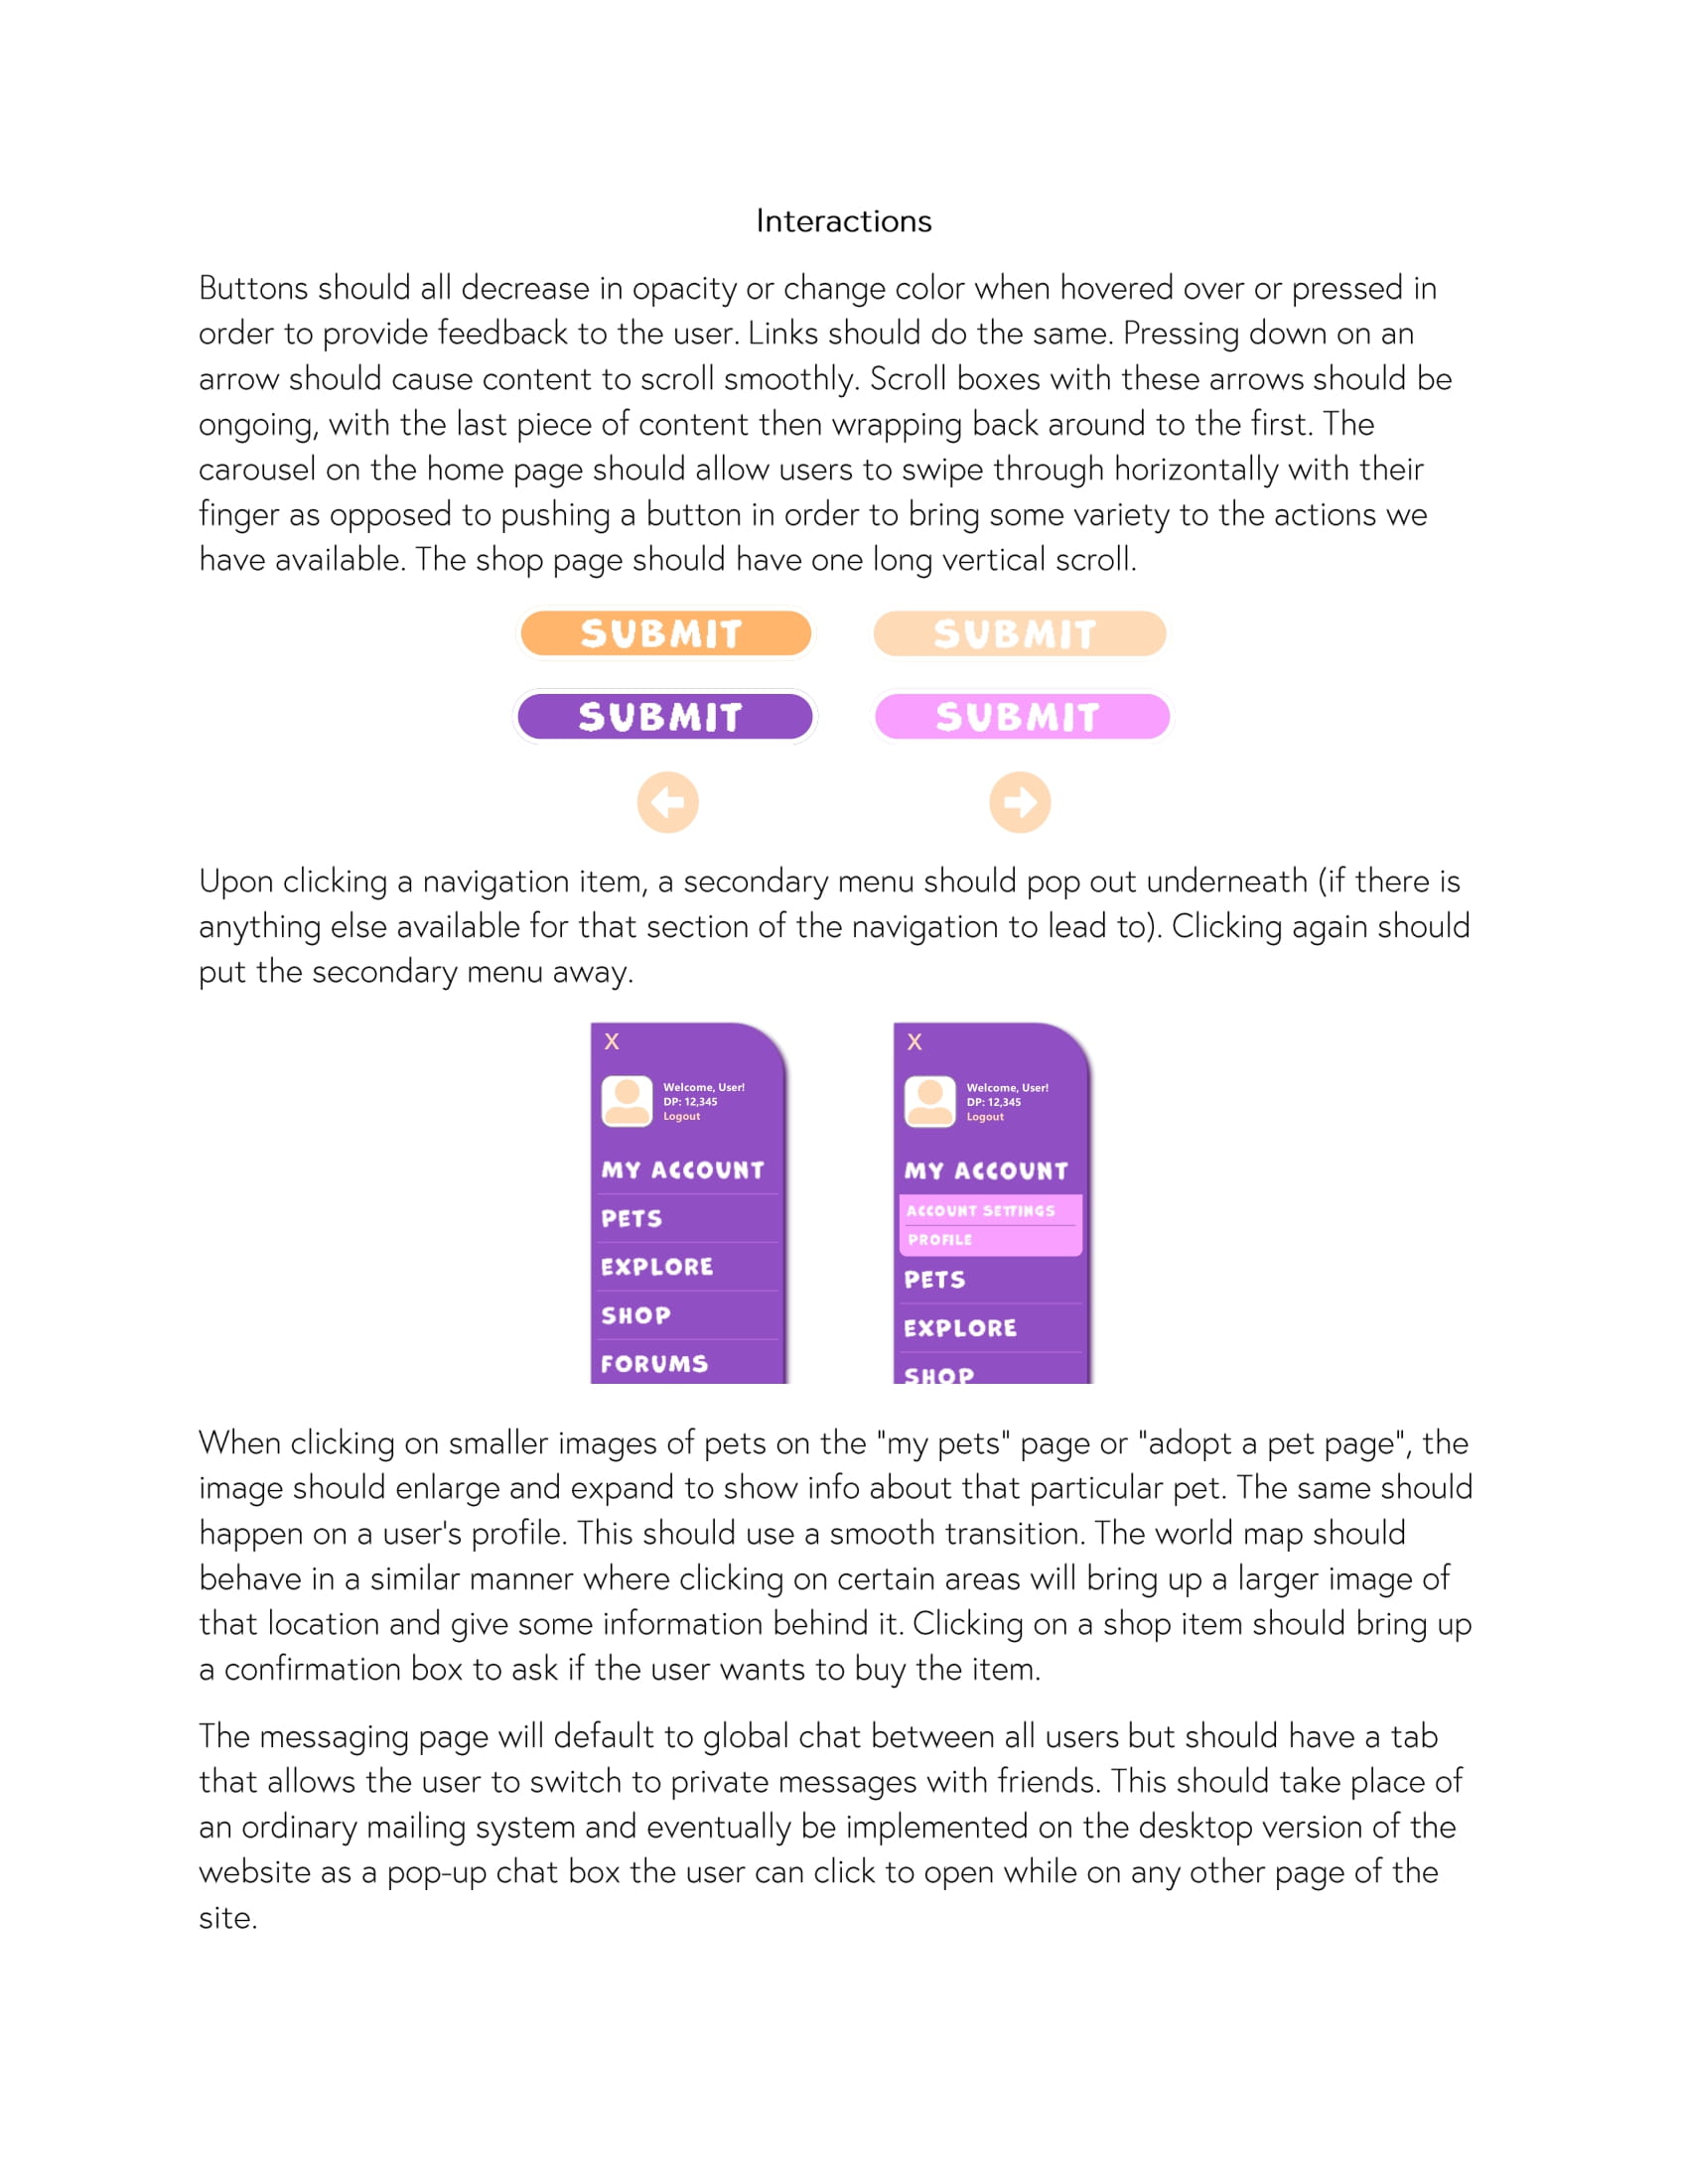 Interactions
Buttons should all decrease in opacity or change color when hovered over or pressed in
order to provide feedback to the user. Links should do the same. Pressing down on an
arrow should cause content to scroll smoothly. Scroll boxes with these arrows should be
ongoing, with the last piece of content then wrapping back around to the first. The
carousel on the home page should allow users to swipe through horizontally with their
finger as opposed to pushing a button in order to bring some variety to the actions we
have available. The shop page should have one long vertical scroll.
SUBMIT SUBMIT
SUBMIT SUBMIT
Upon clicking a navigation item, a secondary menu should pop out underneath (if there is
anything else available for that section of the navigation to lead to). Clicking again should
put the secondary menu away.
X
Welcome, User!
DP: 12,345
Logout
MY ACCOUNT
PETS
EXPLORE
SHOP
FORUMS
X
Welcome, User!
DP: 12,345
Logout
MY ACCOUNT
ACCOUNT SETTINGS
PROFILE
PETS
EXPLORE
SHOP
When clicking on smaller images of pets on the "my pets" page or "adopt a pet page", the
image should enlarge and expand to show info about that particular pet. The same should
happen on a user's profile. This should use a smooth transition. The world map should
behave in a similar manner where clicking on certain areas will bring up a larger image of
that location and give some information behind it. Clicking on a shop item should bring up
a confirmation box to ask if the user wants to buy the item.
The messaging page will default to global chat between all users but should have a tab
that allows the user to switch to private messages with friends. This should take place of
an ordinary mailing system and eventually be implemented on the desktop version of the
website as a pop-up chat box the user can click to open while on any other page of the
site.